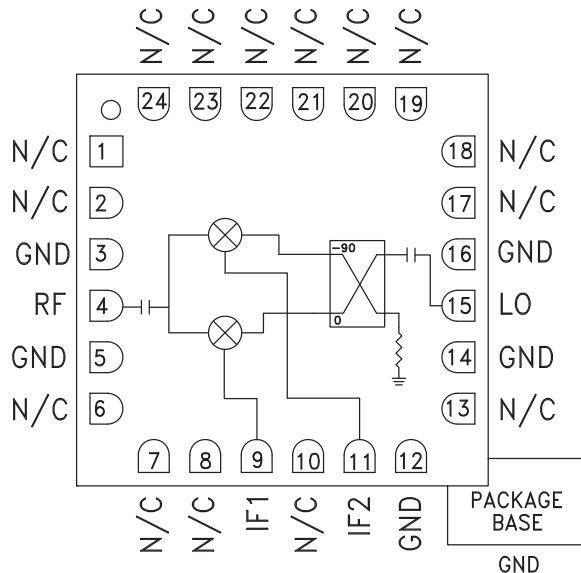 N/C
N/C
N/C
N/C
N/C
N/C
24
23
22
21
20
19
N/C 1
18 N/C
N/C 2
17 N/C
GND 3
-90
16 GND
RF 4
15 LO
0
GND 5
14 GND
N/C 6
13 N/C
7
8
9
10
11
12
N/C
N/C
IF1
N/C
IF2
GND
PACKAGE
BASE
GND